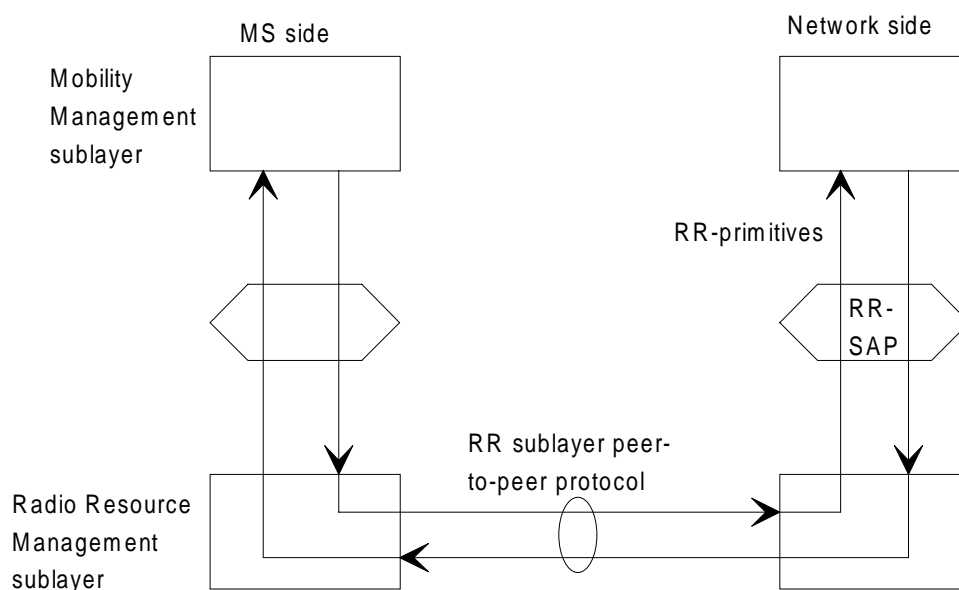 MS side
Network side
Mobility
Management
sublayer
RR-primitives
RR-
SAP
RR sublayer peer-
to-peer protocol
Radio Resource
Management
sublayer